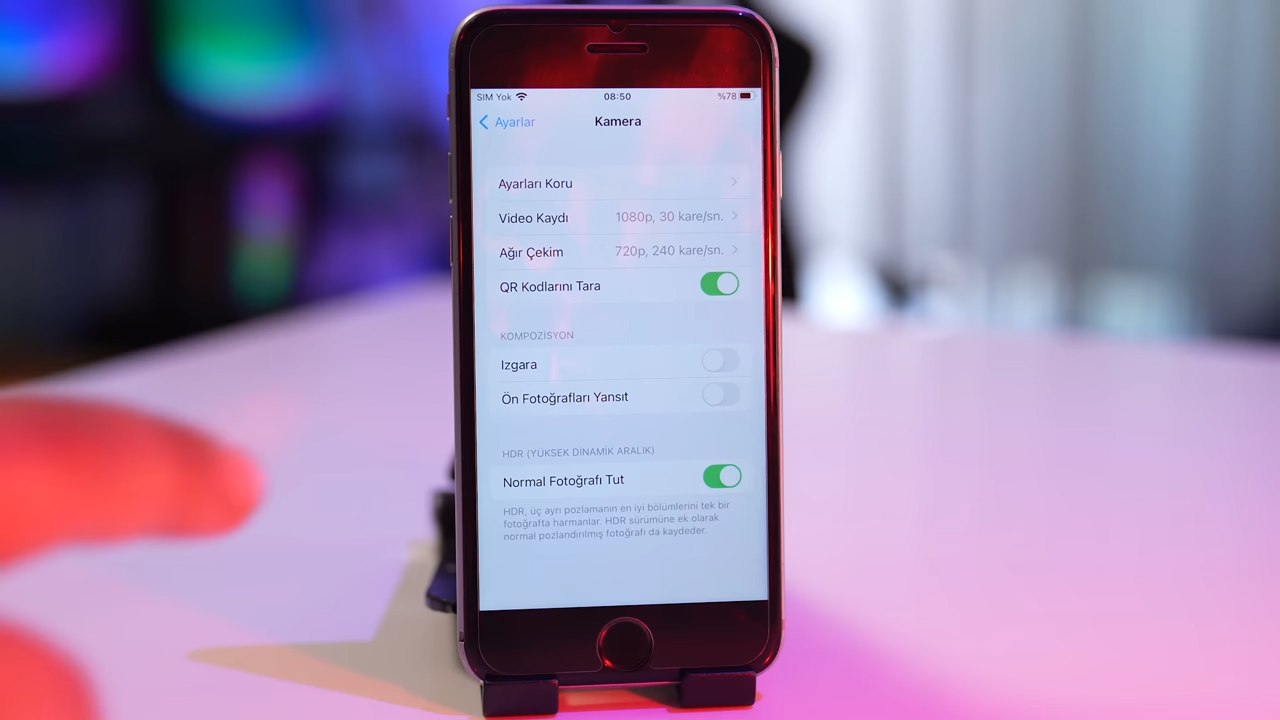 SIM Yok 08:50 %78
Ayarlar Kamera
Ayarları Koru
Video Kaydı 1080p, 30 kare/sn.
Ağır Çekim 720p, 240 kare/sn.
QR Kodlarını Tara
KOMPOZİSYON
Izgara
Ön Fotoğrafları Yansıt
HDR (YÜKSEK DİNAMİK ARALIK)
Normal Fotoğrafı Tut
HDR, üç ayrı pozlamanın en iyi bölümlerini tek bir
fotoğrafta harmanlar. HDR sürümüne ek olarak
normal pozlandırılmış fotoğrafı da kaydeder.